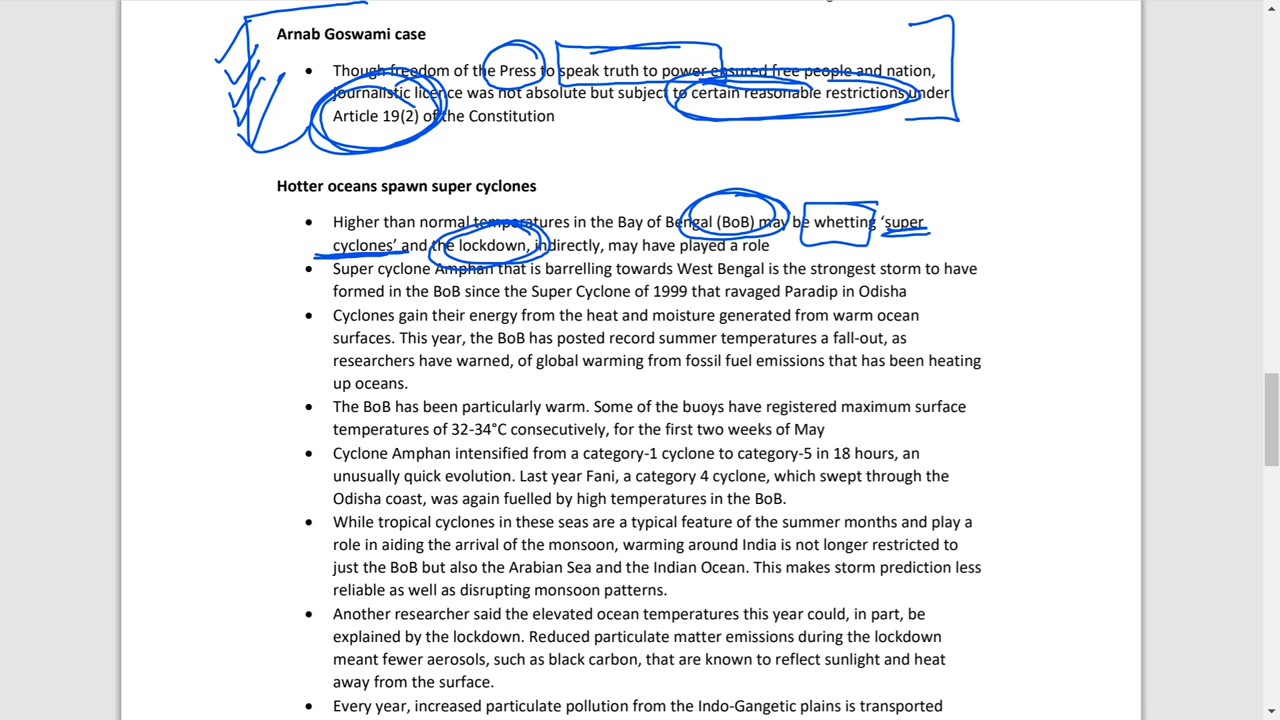 Arnab Goswami case
• Though freedom of the Press to speak truth to power ensured free people and nation,
journalistic licence was not absolute but subject to certain reasonable restrictions under
Article 19(2) of the Constitution
Hotter oceans spawn super cyclones
• Higher than normal temperatures in the Bay of Bengal (BoB) may be whetting ‘super
cyclones’ and the lockdown, indirectly, may have played a role
• Super cyclone Amphan that is barrelling towards West Bengal is the strongest storm to have
formed in the BoB since the Super Cyclone of 1999 that ravaged Paradip in Odisha
• Cyclones gain their energy from the heat and moisture generated from warm ocean
surfaces. This year, the BoB has posted record summer temperatures a fall-out, as
researchers have warned, of global warming from fossil fuel emissions that has been heating
up oceans.
• The BoB has been particularly warm. Some of the buoys have registered maximum surface
temperatures of 32-34°C consecutively, for the first two weeks of May
• Cyclone Amphan intensified from a category-1 cyclone to category-5 in 18 hours, an
unusually quick evolution. Last year Fani, a category 4 cyclone, which swept through the
Odisha coast, was again fuelled by high temperatures in the BoB.
• While tropical cyclones in these seas are a typical feature of the summer months and play a
role in aiding the arrival of the monsoon, warming around India is not longer restricted to
just the BoB but also the Arabian Sea and the Indian Ocean. This makes storm prediction less
reliable as well as disrupting monsoon patterns.
• Another researcher said the elevated ocean temperatures this year could, in part, be
explained by the lockdown. Reduced particulate matter emissions during the lockdown
meant fewer aerosols, such as black carbon, that are known to reflect sunlight and heat
away from the surface.
• Every year, increased particulate pollution from the Indo-Gangetic plains is transported